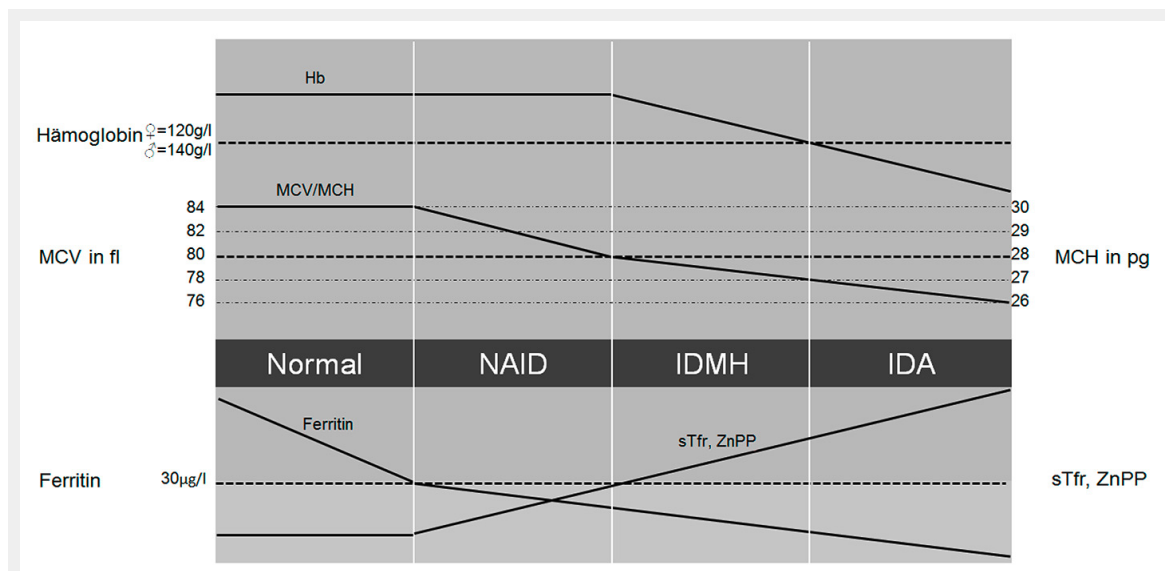 Hb
Hämoglobin ♀=120g/l
♂=140g/l
MCV/MCH
84 30
82 29
MCV in fl 80 28 MCH in pg
78 27
76 26
Normal NAID IDMH IDA
Ferritin
sTfr, ZnPP
Ferritin 30µg/l sTfr, ZnPP